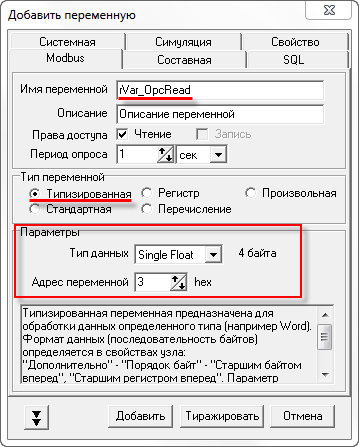 Добавить переменную
Системная Симуляция Свойство
Modbus Составная SQL
Имя переменной rVar_OpcRead
Описание Описание переменной
Права доступа Чтение Запись
Период опроса 1 сек
Тип переменной
Типизированная Регистр Произвольная
Стандартная Перечисление
Параметры
Тип данных Single Float 4 байта
Адрес переменной 3 hex
Типизированная переменная предназначена для
обработки данных определенного типа (например Word).
Формат данных (последовательность байтов)
определяется в свойствах узла:
"Дополнительно" - "Порядок байт" - "Старшим байтом
вперед", "Старшим регистром вперед". Параметр
Добавить Тиражировать Отмена